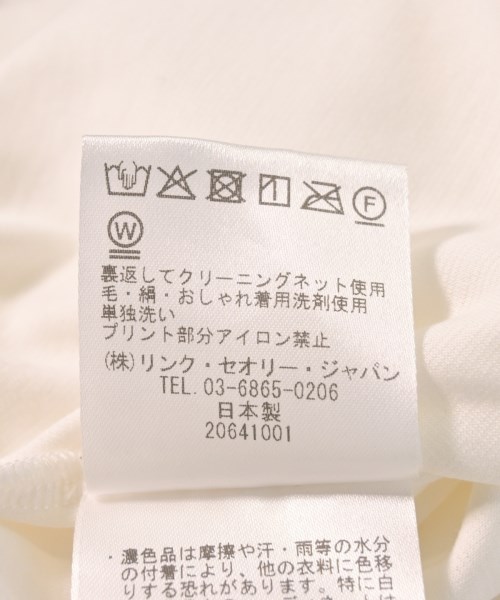 F
W
裏返してクリーニングネット使用
毛・絹・おしゃれ着用洗剤使用
単独洗い
プリント部分アイロン禁止
(株)リンク・セオリー・ジャパン
TEL. 03-6865-0206
日本製
20641001
・濃色品は摩擦や汗・雨等の水分
の付着により、他の衣料に色移
りする恐れがあります。特に白